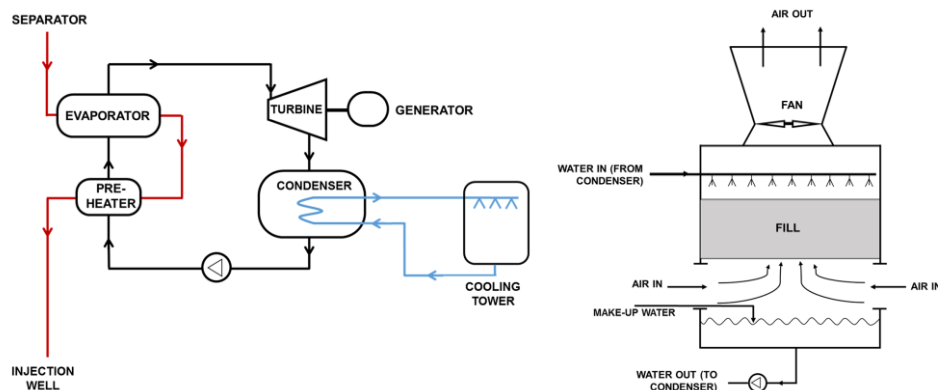 SEPARATOR
EVAPORATOR
PRE-
HEATER
INJECTION
WELL
TURBINE
GENERATOR
CONDENSER
COOLING
TOWER
AIR OUT
FAN
WATER IN (FROM
CONDENSER)
FILL
AIR IN
AIR IN
MAKE-UP WATER
WATER OUT (TO
CONDENSER)